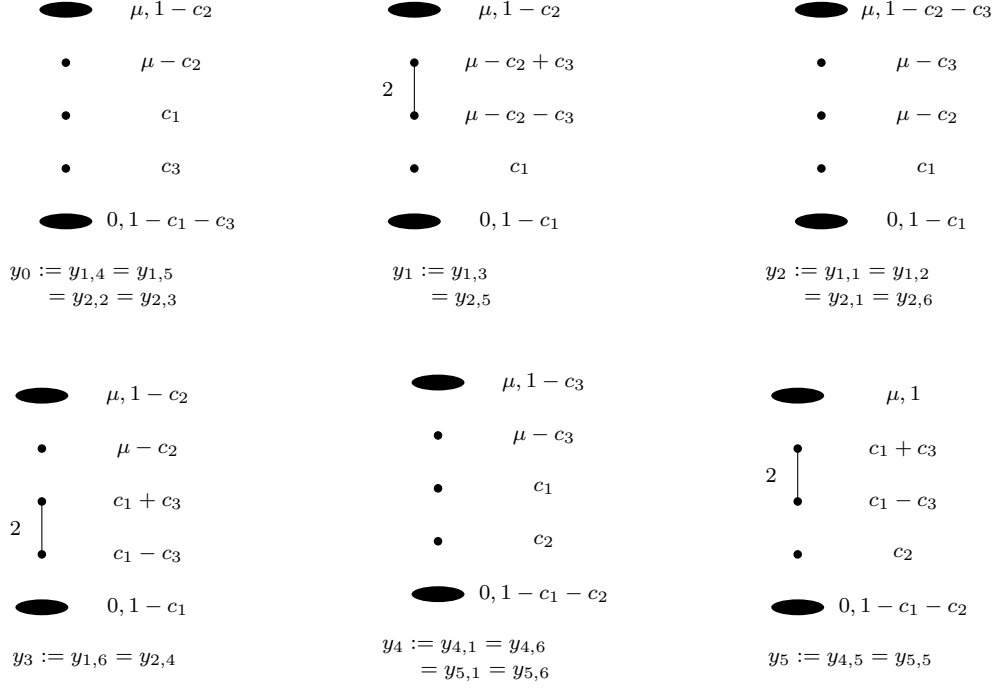 μ, 1 − c₂ μ, 1 − c₂ μ, 1 − c₂ − c₃
μ − c₂ μ − c₂ + c₃ μ − c₃
2
c₁ μ − c₂ − c₃ μ − c₂
c₃ c₁ c₁
0, 1 − c₁ − c₃ 0, 1 − c₁ 0, 1 − c₁
y₀ := y₁,₄ = y₁,₅ y₁ := y₁,₃ y₂ := y₁,₁ = y₁,₂
= y₂,₂ = y₂,₃ = y₂,₅ = y₂,₁ = y₂,₆
μ, 1 − c₂ μ, 1 − c₃ μ, 1
μ − c₂ μ − c₃ c₁ + c₃
2
c₁ + c₃ c₁ c₁ − c₃
2
c₁ − c₃ c₂ c₂
0, 1 − c₁ 0, 1 − c₁ − c₂ 0, 1 − c₁ − c₂
y₃ := y₁,₆ = y₂,₄ y₄ := y₄,₁ = y₄,₆ y₅ := y₄,₅ = y₅,₅
= y₅,₁ = y₅,₆